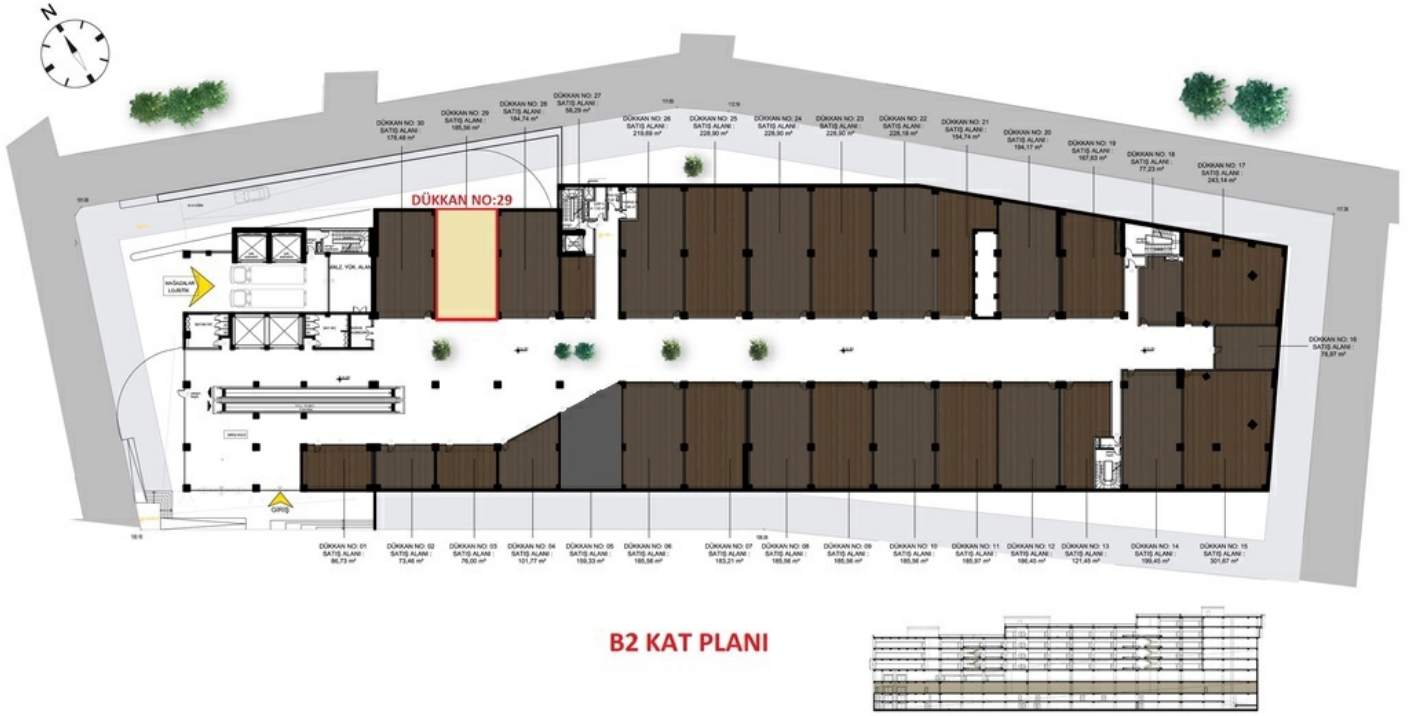 N
DÜKKAN NO: 30
SATIŞ ALANI :
178,48 m²
DÜKKAN NO: 29
SATIŞ ALANI :
185,56 m²
DÜKKAN NO: 28
SATIŞ ALANI :
184,74 m²
DÜKKAN NO: 27
SATIŞ ALANI :
58,29 m²
DÜKKAN NO: 26
SATIŞ ALANI :
219,69 m²
DÜKKAN NO: 25
SATIŞ ALANI :
228,90 m²
DÜKKAN NO: 24
SATIŞ ALANI :
228,90 m²
DÜKKAN NO: 23
SATIŞ ALANI :
228,90 m²
DÜKKAN NO: 22
SATIŞ ALANI :
228,18 m²
DÜKKAN NO: 21
SATIŞ ALANI :
154,74 m²
DÜKKAN NO: 20
SATIŞ ALANI :
194,17 m²
DÜKKAN NO: 19
SATIŞ ALANI :
167,83 m²
DÜKKAN NO: 18
SATIŞ ALANI :
77,23 m²
DÜKKAN NO: 17
SATIŞ ALANI :
243,14 m²
DÜKKAN NO:29
MALZ. YÜK. ALANI
MAĞAZALAR
LOJİSTİK
DÜKKAN NO: 16
SATIŞ ALANI :
78,97 m²
GİRİŞ
DÜKKAN NO: 01
SATIŞ ALANI :
86,73 m²
DÜKKAN NO: 02
SATIŞ ALANI :
73,46 m²
DÜKKAN NO: 03
SATIŞ ALANI :
76,00 m²
DÜKKAN NO: 04
SATIŞ ALANI :
101,77 m²
DÜKKAN NO: 05
SATIŞ ALANI :
159,33 m²
DÜKKAN NO: 06
SATIŞ ALANI :
185,56 m²
DÜKKAN NO: 07
SATIŞ ALANI :
183,21 m²
DÜKKAN NO: 08
SATIŞ ALANI :
185,56 m²
DÜKKAN NO: 09
SATIŞ ALANI :
185,56 m²
DÜKKAN NO: 10
SATIŞ ALANI :
185,56 m²
DÜKKAN NO: 11
SATIŞ ALANI :
185,97 m²
DÜKKAN NO: 12
SATIŞ ALANI :
186,45 m²
DÜKKAN NO: 13
SATIŞ ALANI :
121,45 m²
DÜKKAN NO: 14
SATIŞ ALANI :
199,45 m²
DÜKKAN NO: 15
SATIŞ ALANI :
301,67 m²
B2 KAT PLANI